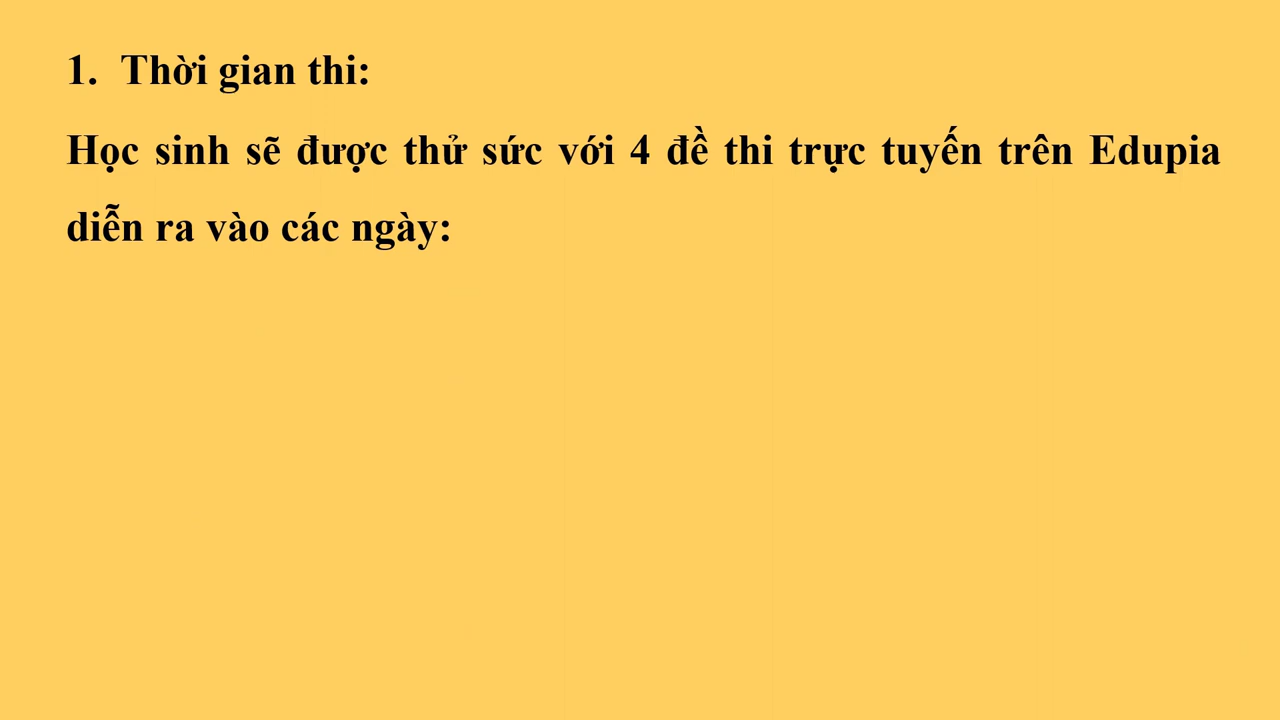 1. Thời gian thi:
Học sinh sẽ được thử sức với 4 đề thi trực tuyến trên Edupia
diễn ra vào các ngày: